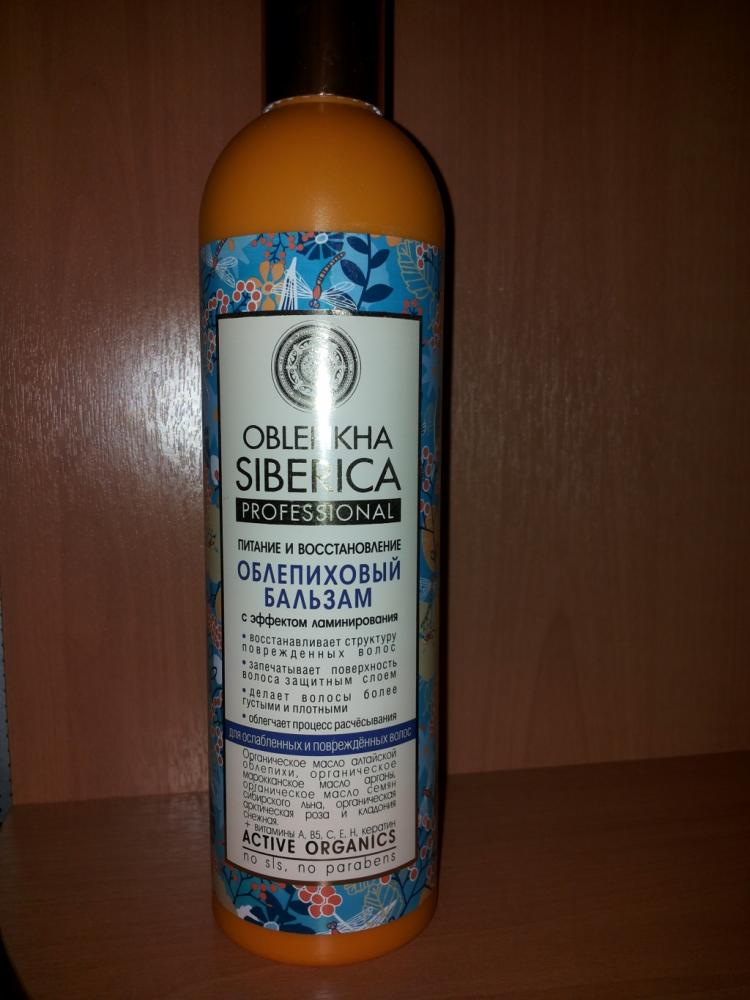 OBLEPIKHA
SIBERICA
PROFESSIONAL
ПИТАНИЕ И ВОССТАНОВЛЕНИЕ
ОБЛЕПИХОВЫЙ
БАЛЬЗАМ
с эффектом ламинирования
• восстанавливает структуру
поврежденных волос
• запечатывает поверхность
волоса защитным слоем
• делает волосы более
густыми и плотными
• облегчает процесс расчёсывания
для ослабленных и повреждённых волос
Органическое масло алтайской
облепихи, органическое
марокканское масло арганы,
органическое масло семян
сибирского льна, органическая
арктическая роза и кладония
снежная.
+ витамины A, B5, C, E, H, кератин
ACTIVE ORGANICS
no sls, no parabens